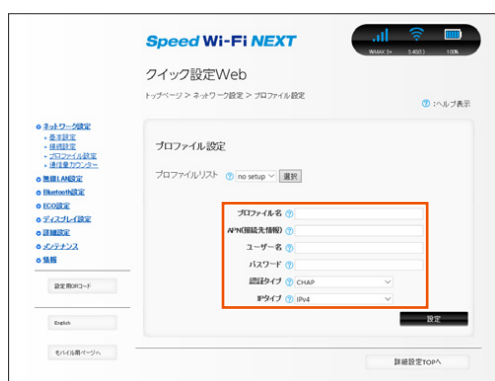 Speed Wi-Fi NEXT
WiMAX 2+
5.4G(1)
100%
クイック設定Web
トップページ > ネットワーク設定 > プロファイル設定
? :ヘルプ表示
ネットワーク設定
・基本設定
・接続設定
・プロファイル設定
・通信量カウンター
無線LAN設定
Bluetooth設定
ECO設定
ディスプレイ設定
詳細設定
メンテナンス
情報
設定用QRコード
English
モバイル用ページへ
プロファイル設定
プロファイルリスト ? no setup 選択
プロファイル名 ?
APN(接続先情報) ?
ユーザー名 ?
パスワード ?
認証タイプ ? CHAP
IPタイプ ? IPv4
設定
詳細設定TOPへ